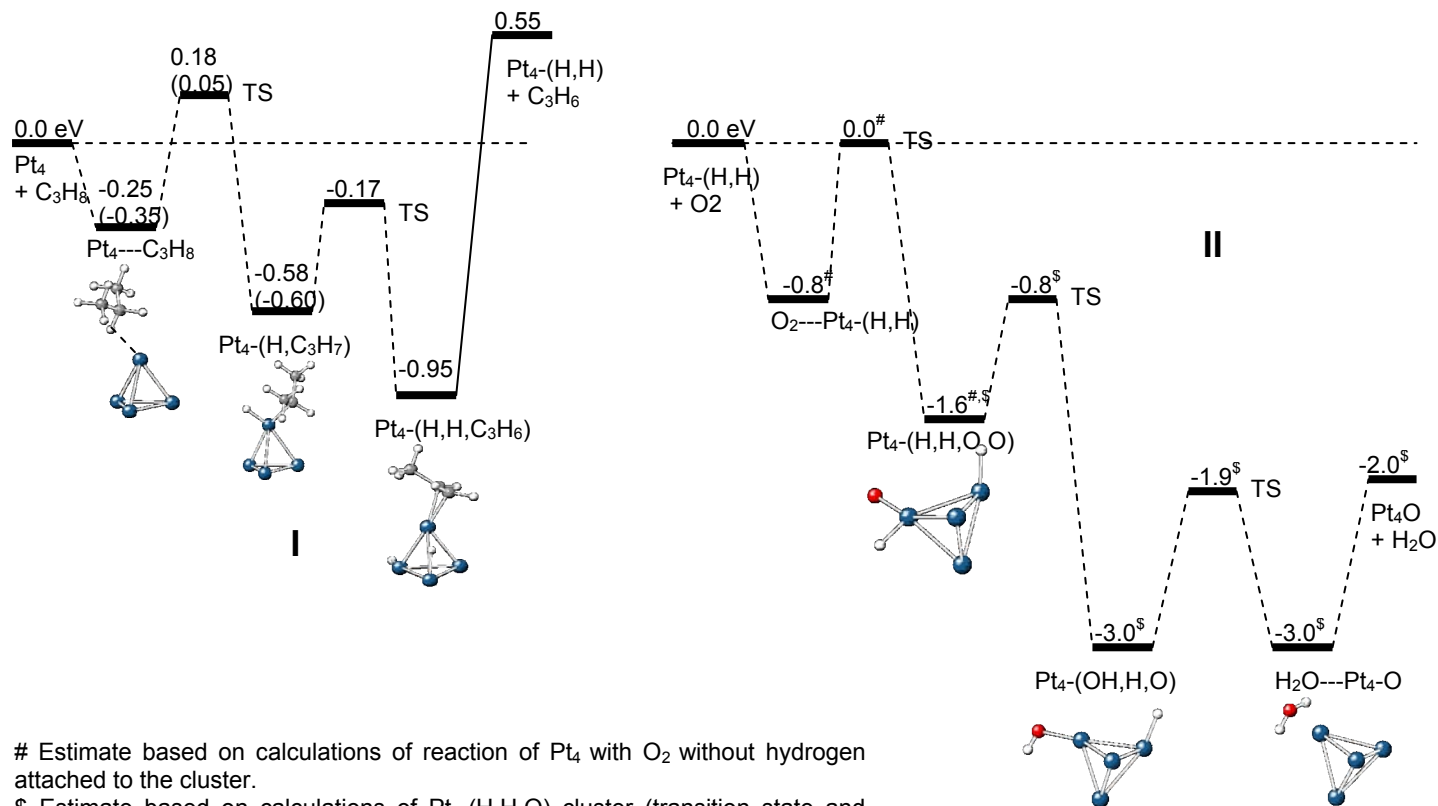 0.55
Pt₄-(H,H)
+ C₃H₆
0.18
(0.05)
TS
0.0 eV
Pt₄
+ C₃H₈
-0.25
(-0.35)
Pt₄---C₃H₈
-0.58
(-0.60)
Pt₄-(H,C₃H₇)
-0.17
TS
-0.95
Pt₄-(H,H,C₃H₆)
I
0.0 eV
Pt₄-(H,H)
+ O2
-0.8#
O₂---Pt₄-(H,H)
0.0#
TS
II
-1.6#,$
Pt₄-(H,H,O,O)
-0.8$
TS
-3.0$
Pt₄-(OH,H,O)
-1.9$
TS
-3.0$
H₂O---Pt₄-O
-2.0$
Pt₄O
+ H₂O
# Estimate based on calculations of reaction of Pt₄ with O₂ without hydrogen
attached to the cluster.
$ Estimate based on calculations of Pt₄-(H,H,O) cluster (transition state and